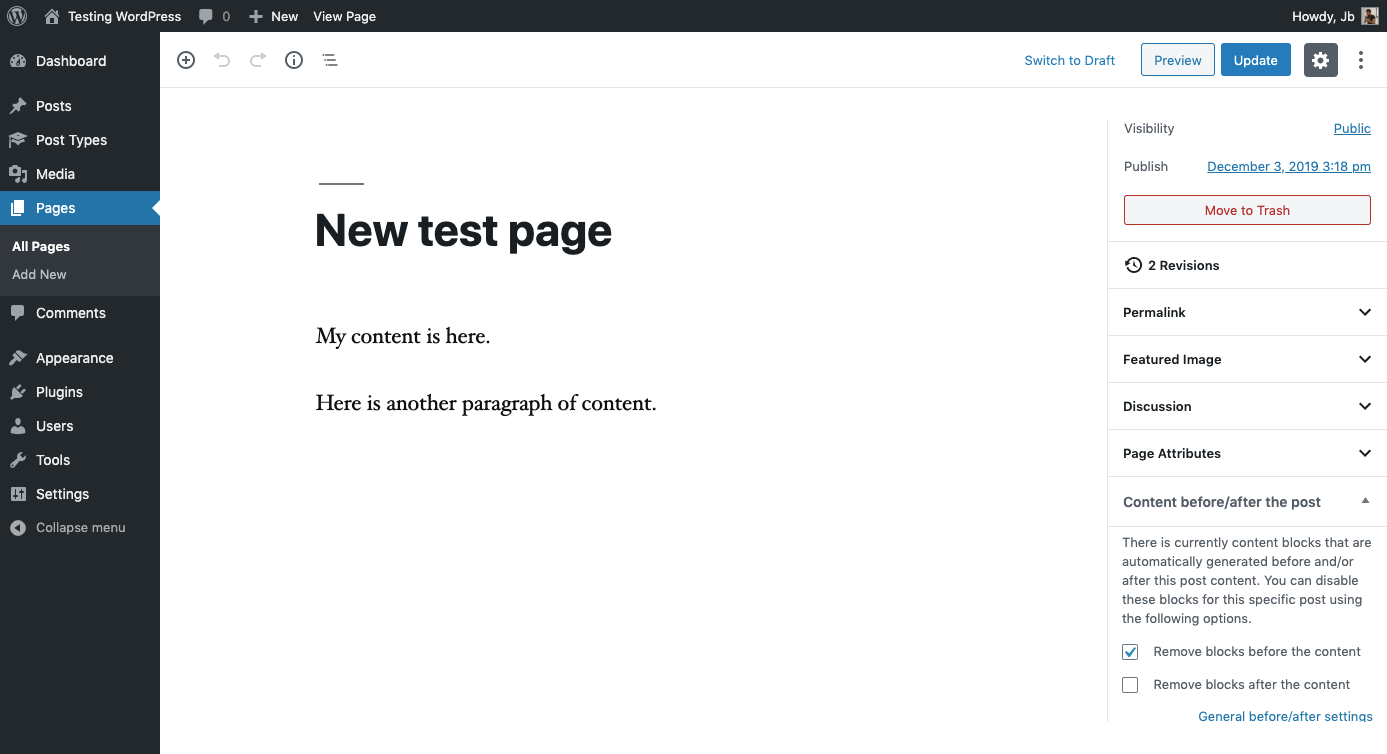 Testing WordPress 0 New View Page Howdy, Jb
Dashboard
Posts
Post Types
Media
Pages
All Pages
Add New
Comments
Appearance
Plugins
Users
Tools
Settings
Collapse menu
Switch to Draft Preview Update
New test page
My content is here.
Here is another paragraph of content.
Visibility Public
Publish December 3, 2019 3:18 pm
Move to Trash
2 Revisions
Permalink
Featured Image
Discussion
Page Attributes
Content before/after the post
There is currently content blocks that are
automatically generated before and/or
after this post content. You can disable
these blocks for this specific post using
the following options.
Remove blocks before the content
Remove blocks after the content
General before/after settings